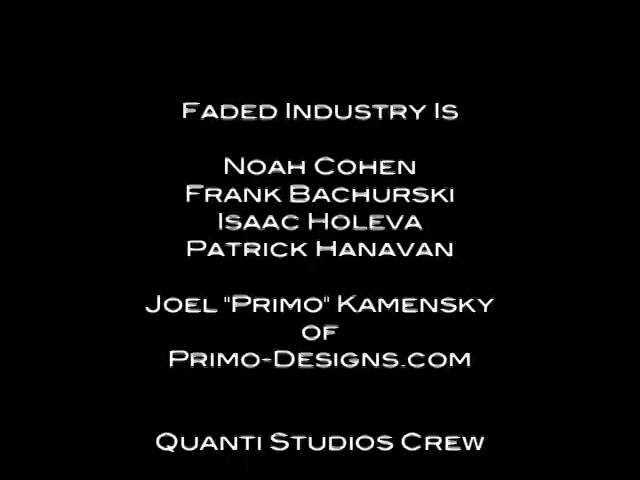 Faded Industry Is
Noah Cohen
Frank Bachurski
Isaac Holeva
Patrick Hanavan
Joel "Primo" Kamensky
of
Primo-Designs.com
Quanti Studios Crew